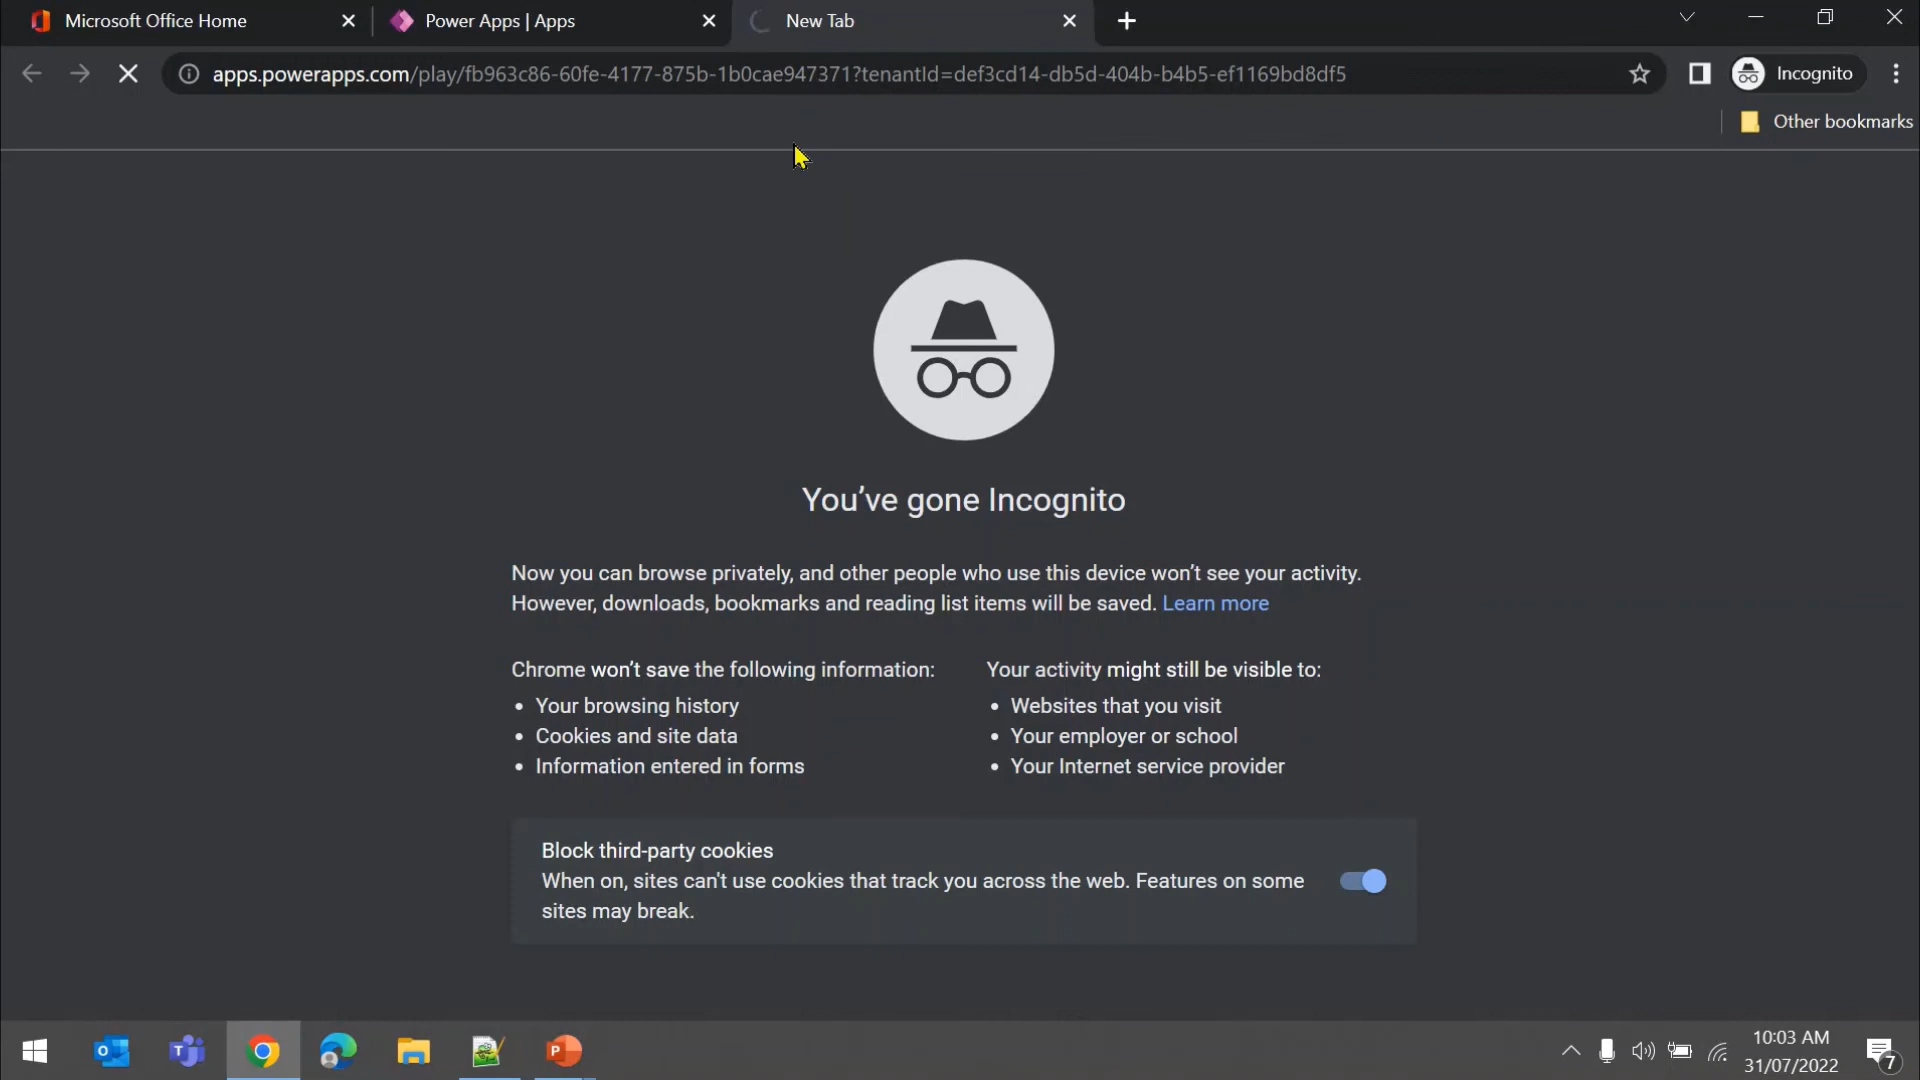 Microsoft Office Home
Power Apps | Apps
New Tab
apps.powerapps.com/play/fb963c86-60fe-4177-875b-1b0cae947371?tenantId=def3cd14-db5d-404b-b4b5-ef1169bd8df5
Incognito
Other bookmarks
You've gone Incognito
Now you can browse privately, and other people who use this device won't see your activity.
However, downloads, bookmarks and reading list items will be saved. Learn more
Chrome won't save the following information:
Your browsing history
Cookies and site data
Information entered in forms
Your activity might still be visible to:
Websites that you visit
Your employer or school
Your Internet service provider
Block third-party cookies
When on, sites can't use cookies that track you across the web. Features on some
sites may break.
10:03 AM
31/07/2022
7